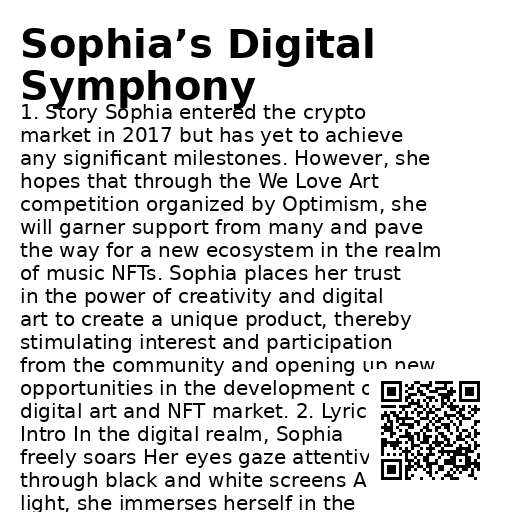 Sophia’s Digital
Symphony
1. Story Sophia entered the crypto
market in 2017 but has yet to achieve
any significant milestones. However, she
hopes that through the We Love Art
competition organized by Optimism, she
will garner support from many and pave
the way for a new ecosystem in the realm
of music NFTs. Sophia places her trust
in the power of creativity and digital
art to create a unique product, thereby
stimulating interest and participation
from the community and opening up new
opportunities in the development
digital art and NFT market. 2. Lyric
Intro In the digital realm, Sophia
freely soars Her eyes gaze
through black and white screens A
light, she immerses herself in the